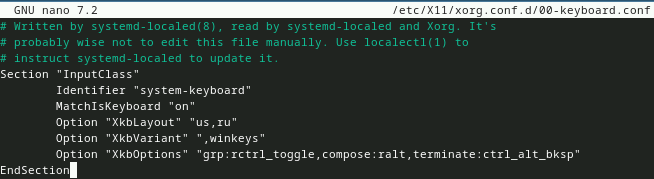 GNU nano 7.2 /etc/X11/xorg.conf.d/00-keyboard.conf
# Written by systemd-localed(8), read by systemd-localed and Xorg. It's
# probably wise not to edit this file manually. Use localectl(1) to
# instruct systemd-localed to update it.
Section "InputClass"
        Identifier "system-keyboard"
        MatchIsKeyboard "on"
        Option "XkbLayout" "us,ru"
        Option "XkbVariant" ",winkeys"
        Option "XkbOptions" "grp:rctrl_toggle,compose:ralt,terminate:ctrl_alt_bksp"
EndSection